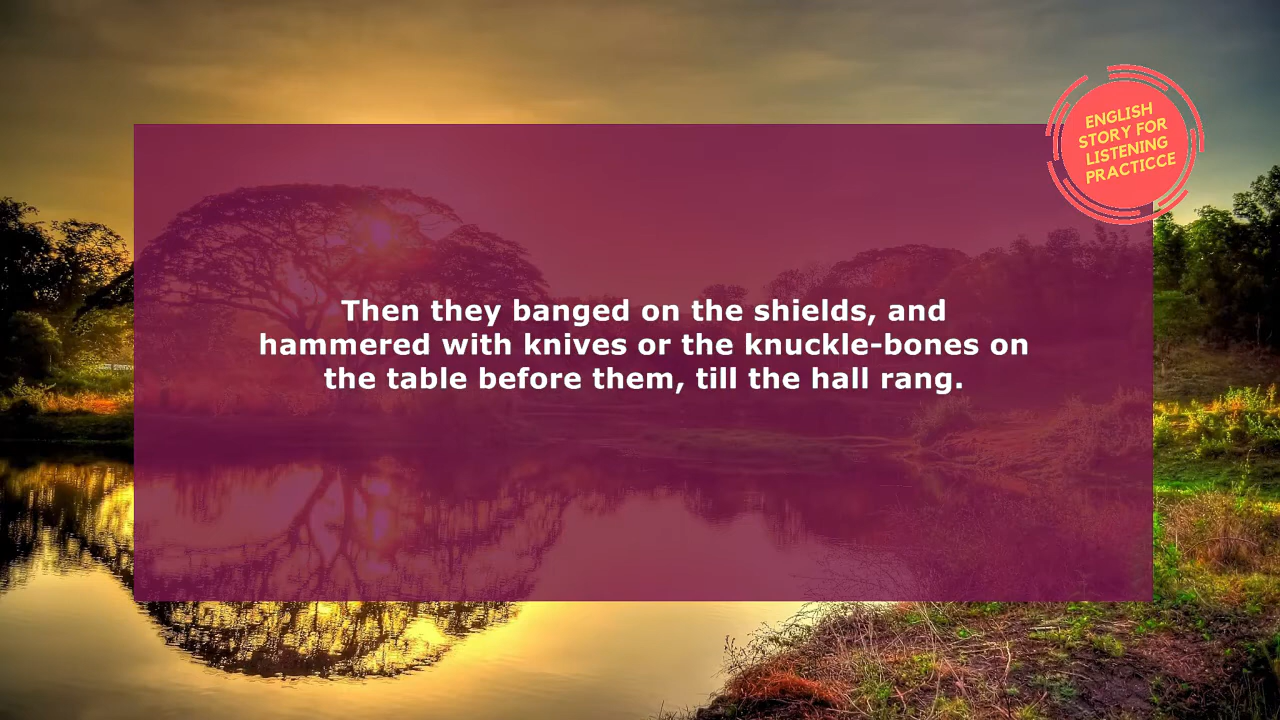 ENGLISH
STORY FOR
LISTENING
PRACTICCE
Then they banged on the shields, and
hammered with knives or the knuckle-bones on
the table before them, till the hall rang.